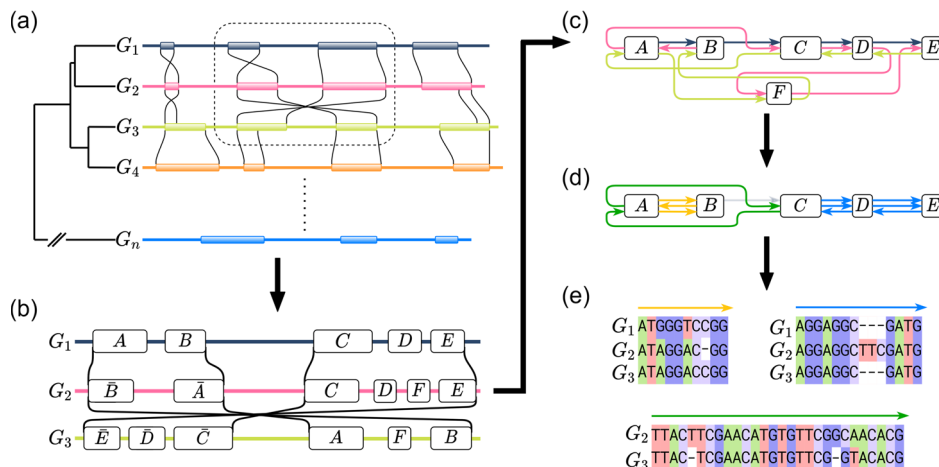 (a)
G1
G2
G3
G4
Gn
(b)
G1 A B C D E
G2 B̄ Ā C D F E
G3 Ē D̄ C̄ A F B
(c)
A B C D E
F
(d)
A B C D E
(e)
G1 ATGGGTCCGG
G2 ATAGGAC-GG
G3 ATAGGACCGG
G1 AGGAGGC---GATG
G2 AGGAGGCTTCGATG
G3 AGGAGGC---GATG
G2 TTACTTCGAACATGTGTTCGGCAACACG
G3 TTAC-TCGAACATGTGTTCG-GTACACG